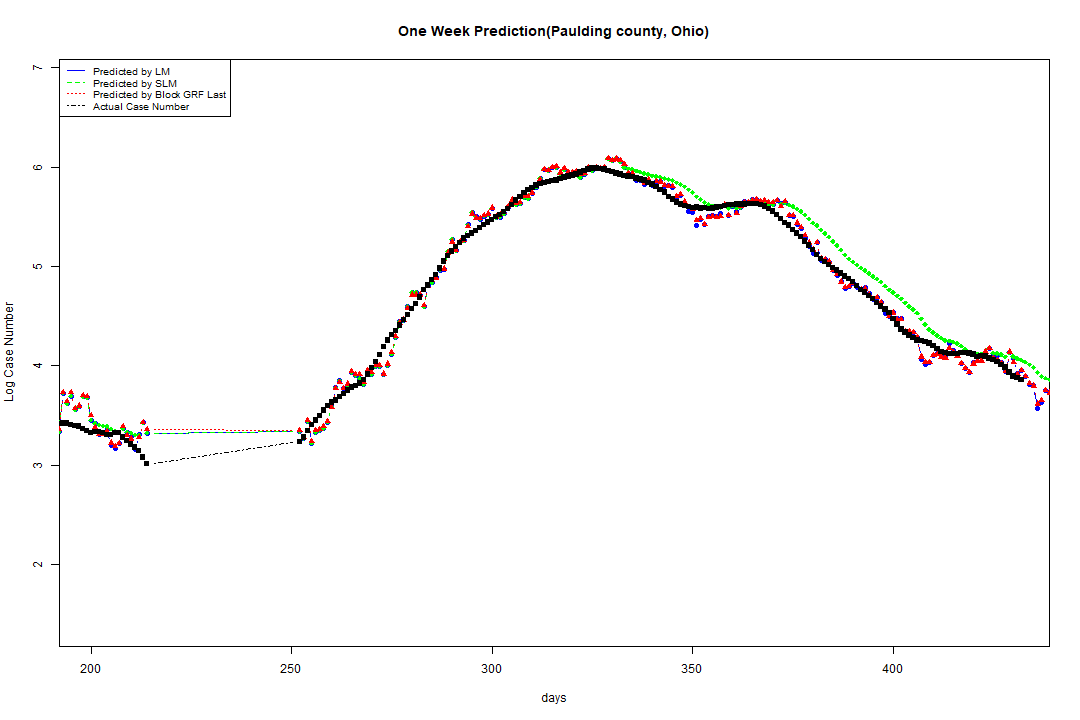 One Week Prediction(Paulding county, Ohio)
Predicted by LM
Predicted by SLM
Predicted by Block GRF Last
Actual Case Number
7
6
5
4
3
2
Log Case Number
200 250 300 350 400
days